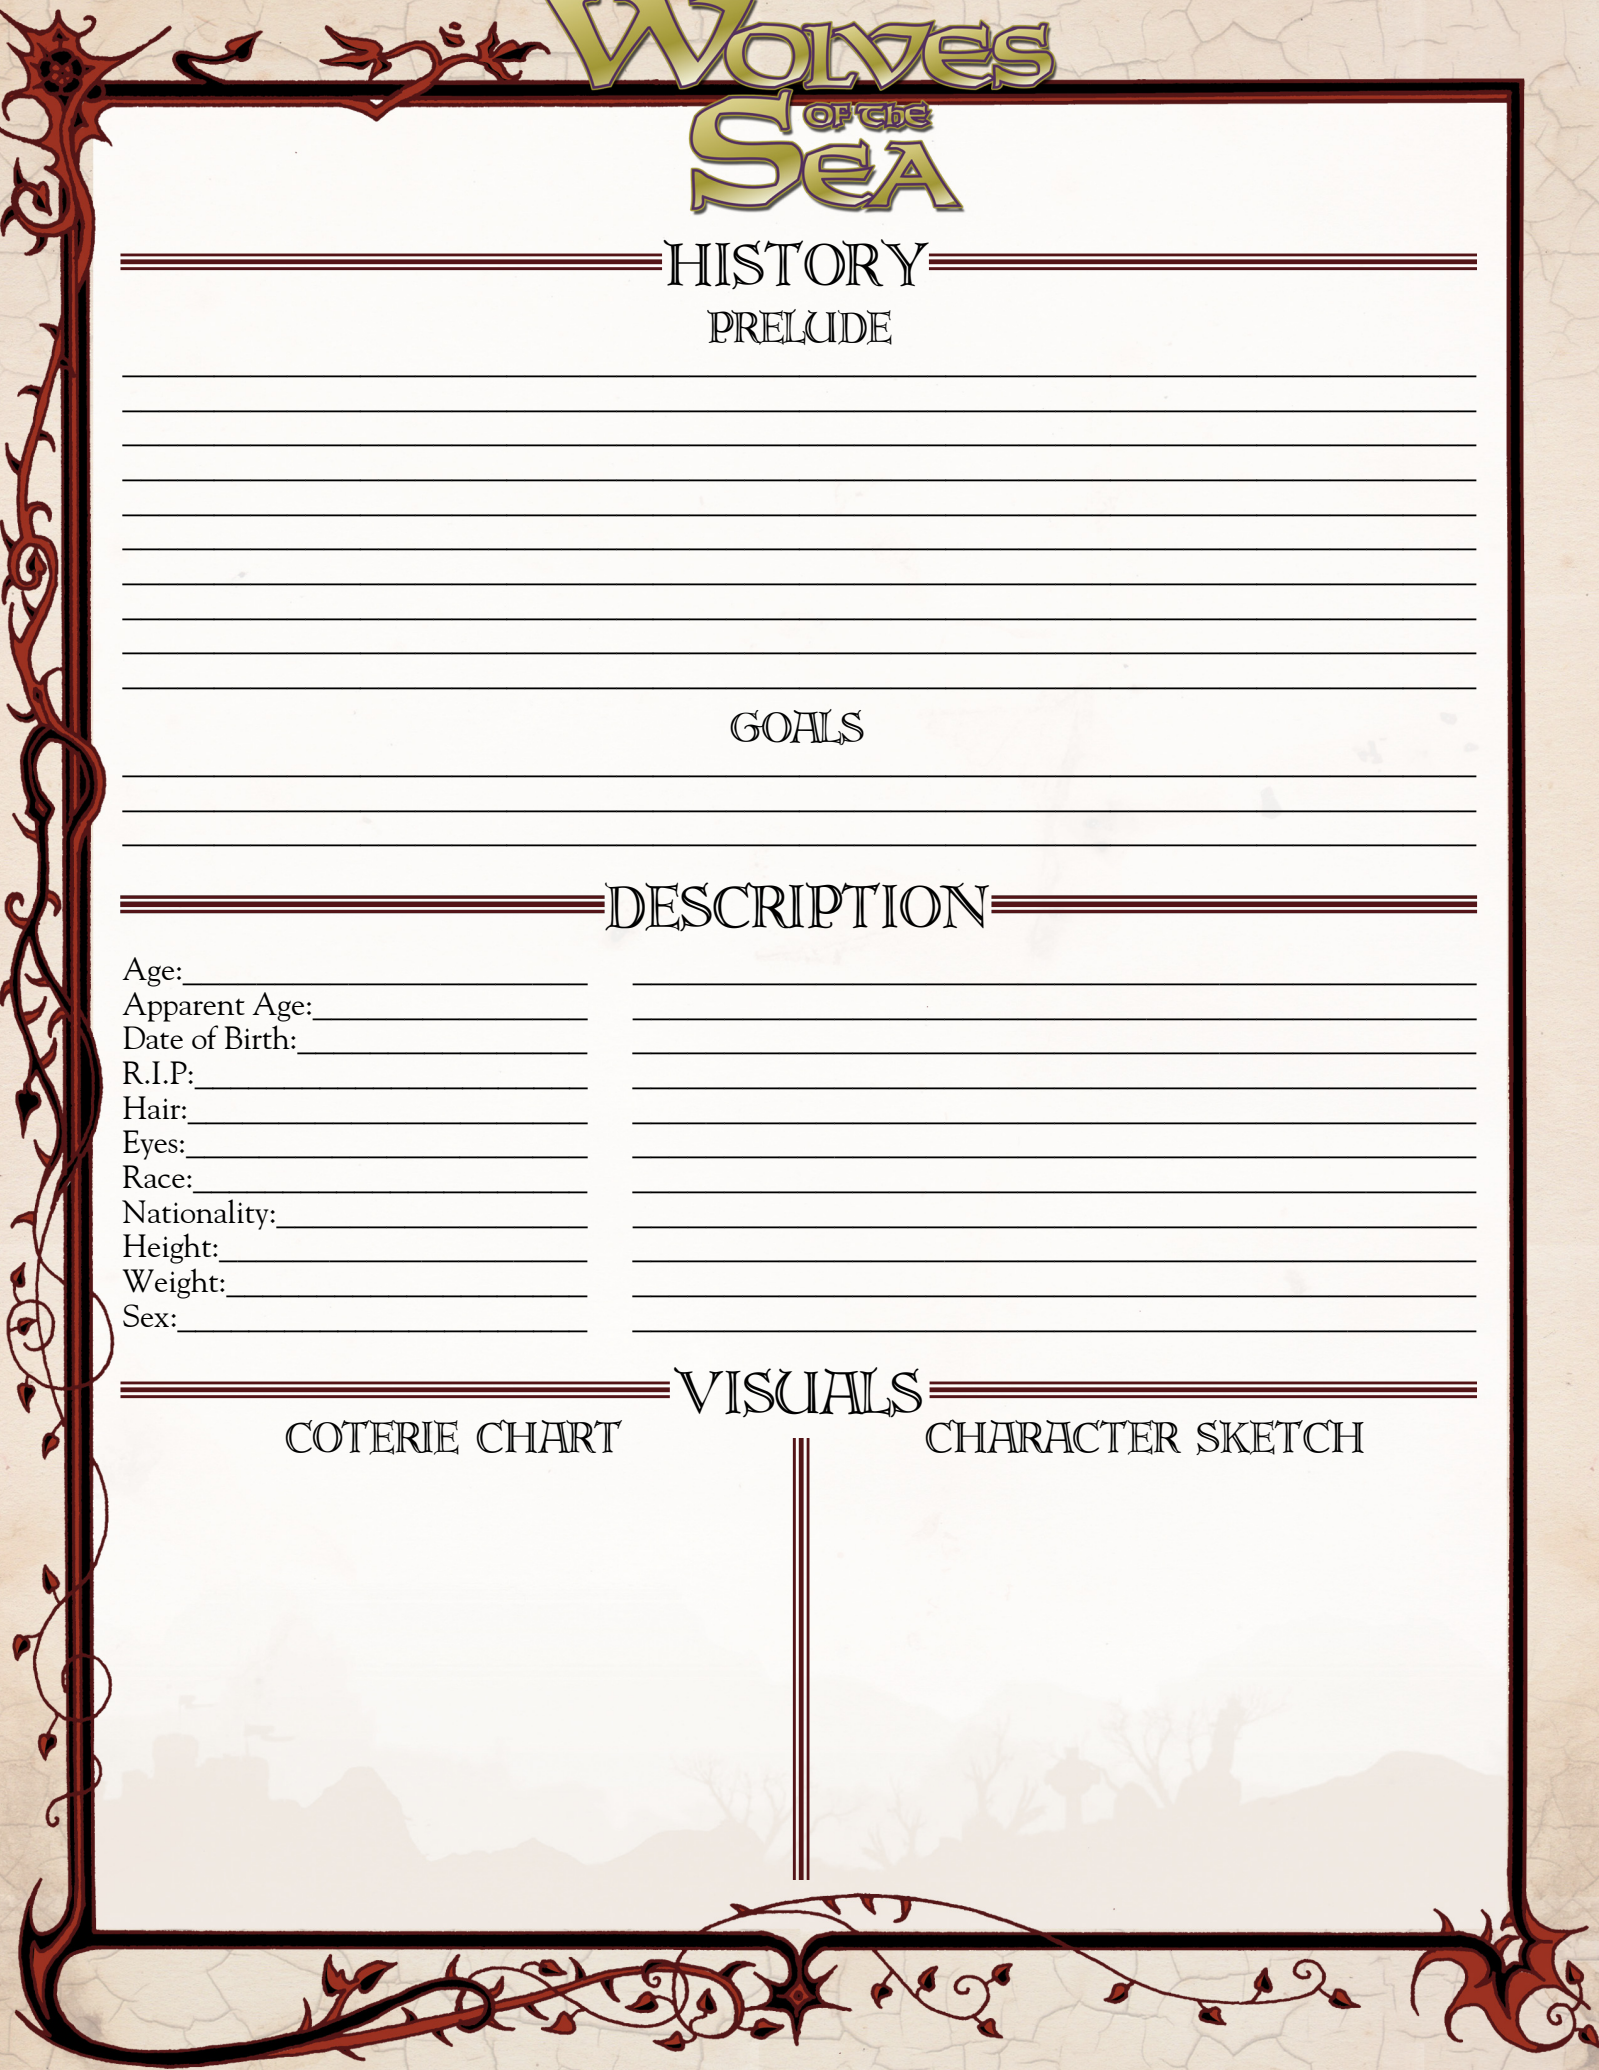 WOLVES
OF THE
SEA
HISTORY
PRELUDE
GOALS
DESCRIPTION
Age:
Apparent Age:
Date of Birth:
R.I.P:
Hair:
Eyes:
Race:
Nationality:
Height:
Weight:
Sex:
VISUALS
COTERIE CHART
CHARACTER SKETCH